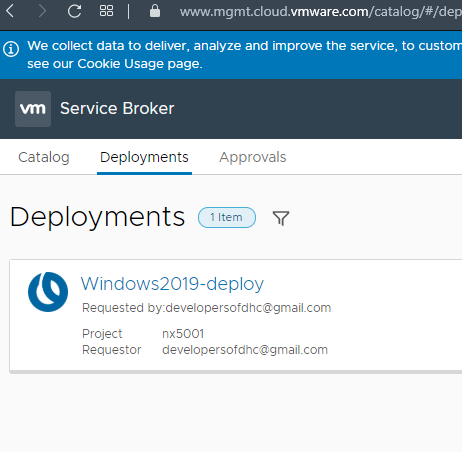 www.mgmt.cloud.vmware.com/catalog/#/dep
We collect data to deliver, analyze and improve the service, to custom
see our Cookie Usage page.
vm Service Broker
Catalog Deployments Approvals
Deployments 1 Item
Windows2019-deploy
Requested by:developersofdhc@gmail.com
Project nx5001
Requestor developersofdhc@gmail.com